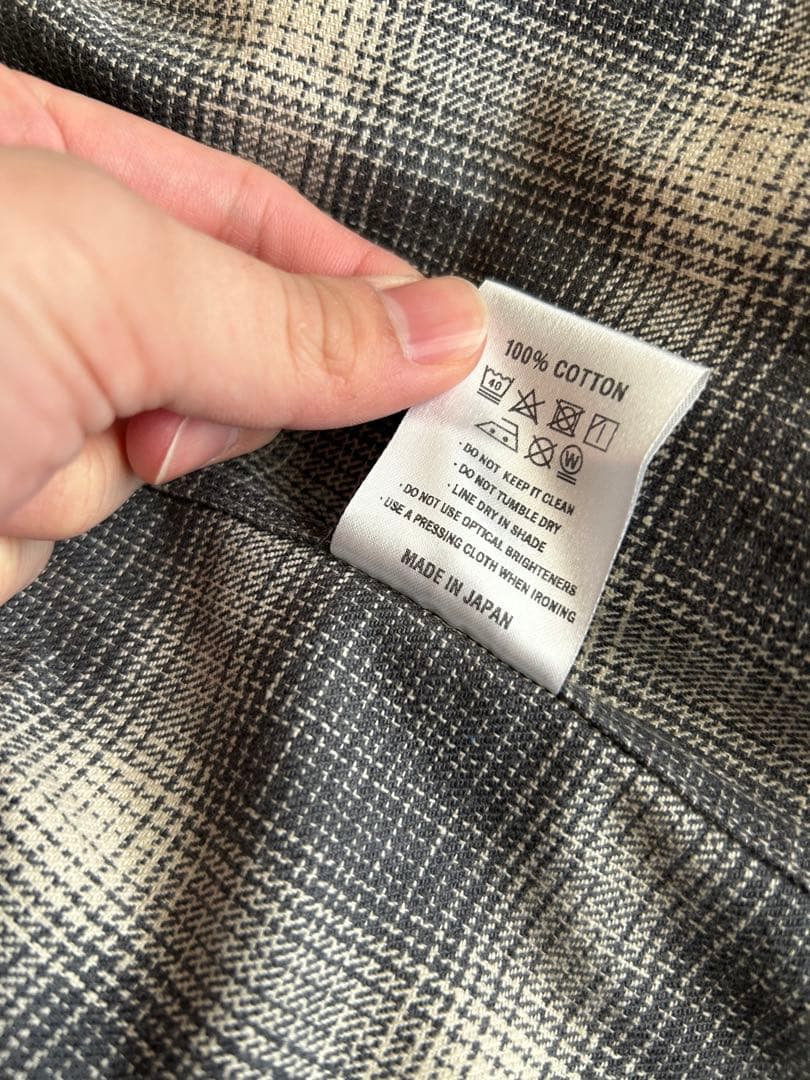 100% COTTON
40
W
· DO NOT KEEP IT CLEAN
· DO NOT TUMBLE DRY
· LINE DRY IN SHADE
· DO NOT USE OPTICAL BRIGHTENERS
· USE A PRESSING CLOTH WHEN IRONING
MADE IN JAPAN